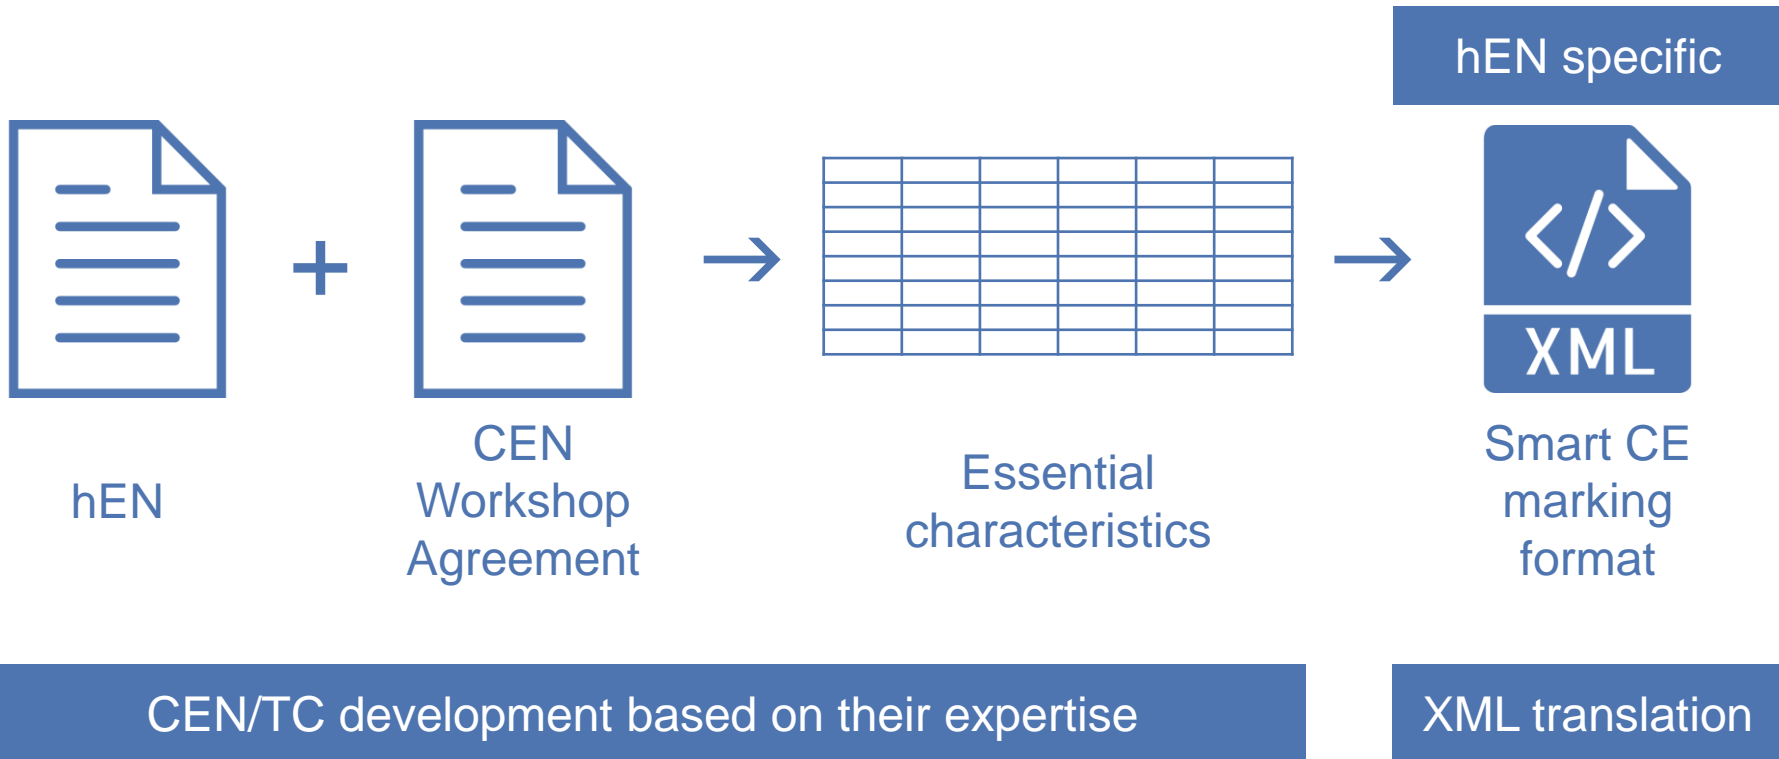 hEN specific
XML
hEN
CEN
Workshop
Agreement
Essential
characteristics
Smart CE
marking
format
CEN/TC development based on their expertise
XML translation